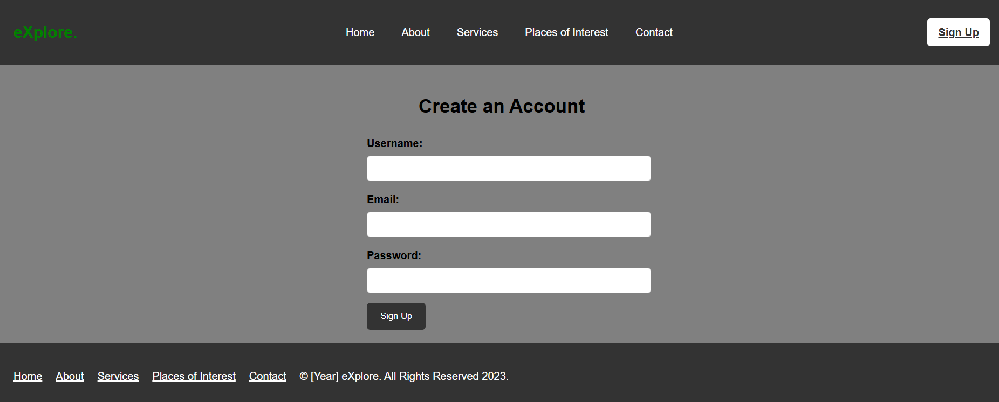 eXplore. Home About Services Places of Interest Contact Sign Up
Create an Account
Username:
Email:
Password:
Sign Up
Home About Services Places of Interest Contact © [Year] eXplore. All Rights Reserved 2023.